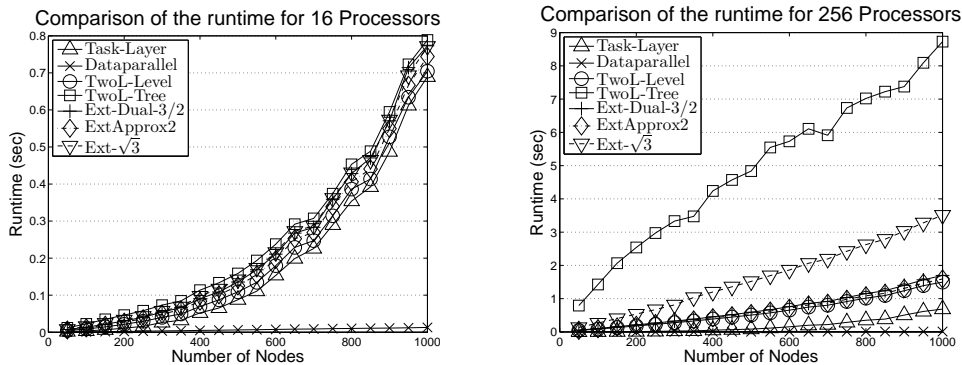 Comparison of the runtime for 16 Processors
Runtime (sec)
0.8
0.7
0.6
0.5
0.4
0.3
0.2
0.1
0
Task-Layer
Dataparallel
TwoL-Level
TwoL-Tree
Ext-Dual-3/2
ExtApprox2
Ext-√3
0 200 400 600 800 1000
Number of Nodes
Comparison of the runtime for 256 Processors
Runtime (sec)
9
8
7
6
5
4
3
2
1
0
Task-Layer
Dataparallel
TwoL-Level
TwoL-Tree
Ext-Dual-3/2
ExtApprox2
Ext-√3
0 200 400 600 800 1000
Number of Nodes